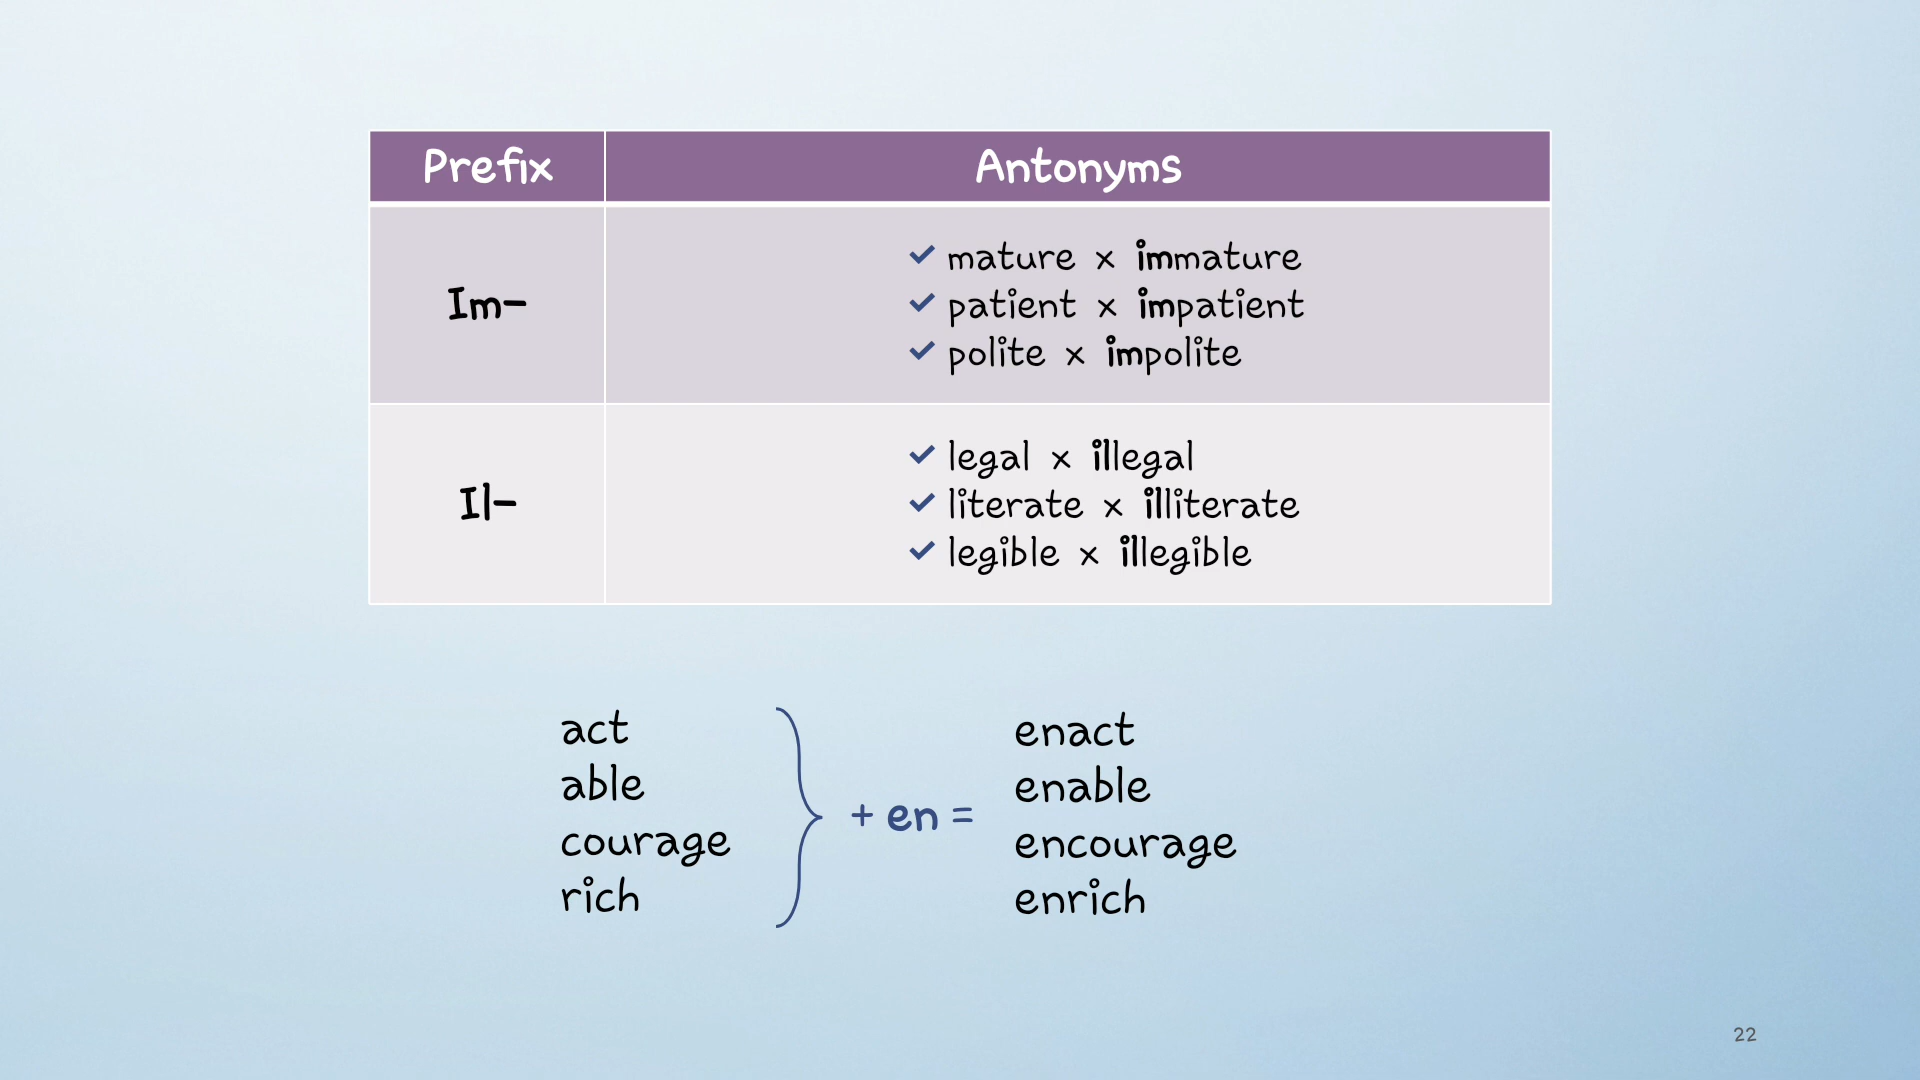 Prefix Antonyms
Im-
✓ mature x immature
✓ patient x impatient
✓ polite x impolite
Il-
✓ legal x illegal
✓ literate x illiterate
✓ legible x illegible
act
able
courage
rich
+ en =
enact
enable
encourage
enrich
22